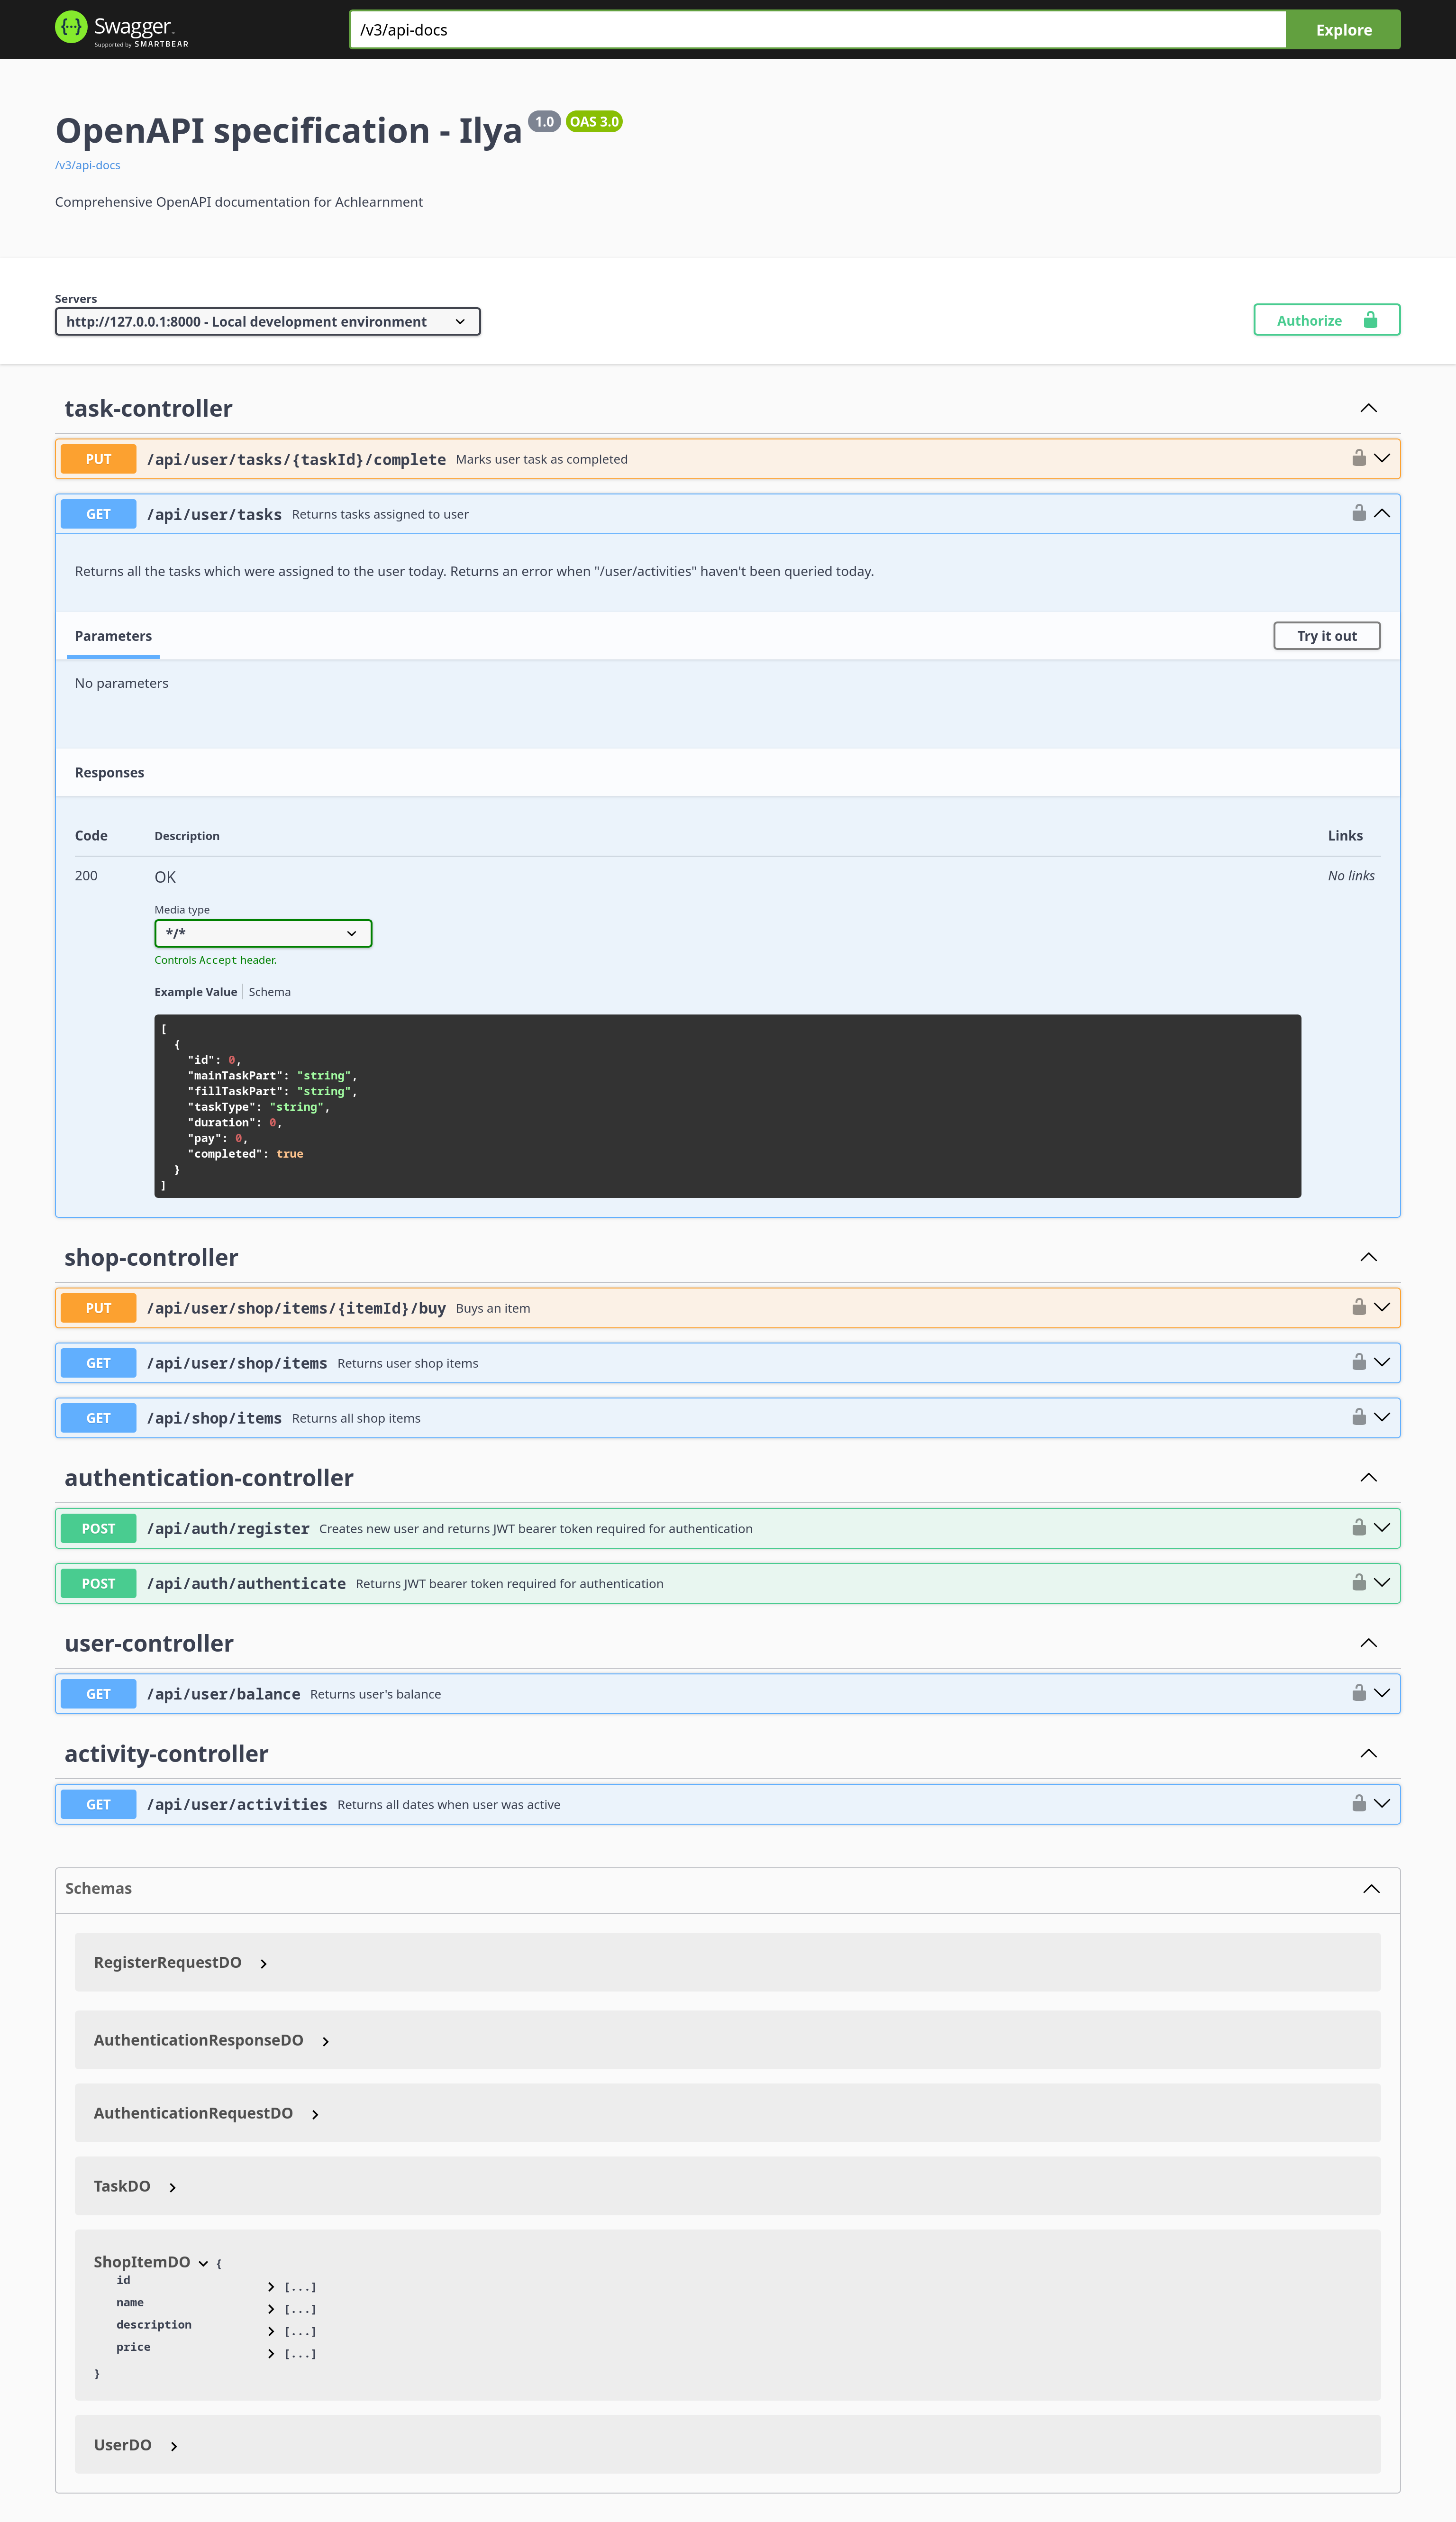 Swagger
Supported by SMARTBEAR
/v3/api-docs
Explore
OpenAPI specification - Ilya 1.0 OAS 3.0
/v3/api-docs
Comprehensive OpenAPI documentation for Achlearnment
Servers
http://127.0.0.1:8000 - Local development environment
Authorize
task-controller
PUT /api/user/tasks/{taskId}/complete Marks user task as completed
GET /api/user/tasks Returns tasks assigned to user
Returns all the tasks which were assigned to the user today. Returns an error when "/user/activities" haven't been queried today.
Parameters
Try it out
No parameters
Responses
Code Description Links
200 OK No links
Media type
*/*
Controls Accept header.
Example Value Schema
[
  {
    "id": 0,
    "mainTaskPart": "string",
    "fillTaskPart": "string",
    "taskType": "string",
    "duration": 0,
    "pay": 0,
    "completed": true
  }
]
shop-controller
PUT /api/user/shop/items/{itemId}/buy Buys an item
GET /api/user/shop/items Returns user shop items
GET /api/shop/items Returns all shop items
authentication-controller
POST /api/auth/register Creates new user and returns JWT bearer token required for authentication
POST /api/auth/authenticate Returns JWT bearer token required for authentication
user-controller
GET /api/user/balance Returns user's balance
activity-controller
GET /api/user/activities Returns all dates when user was active
Schemas
RegisterRequestDO
AuthenticationResponseDO
AuthenticationRequestDO
TaskDO
ShopItemDO {
id [...]
name [...]
description [...]
price [...]
}
UserDO